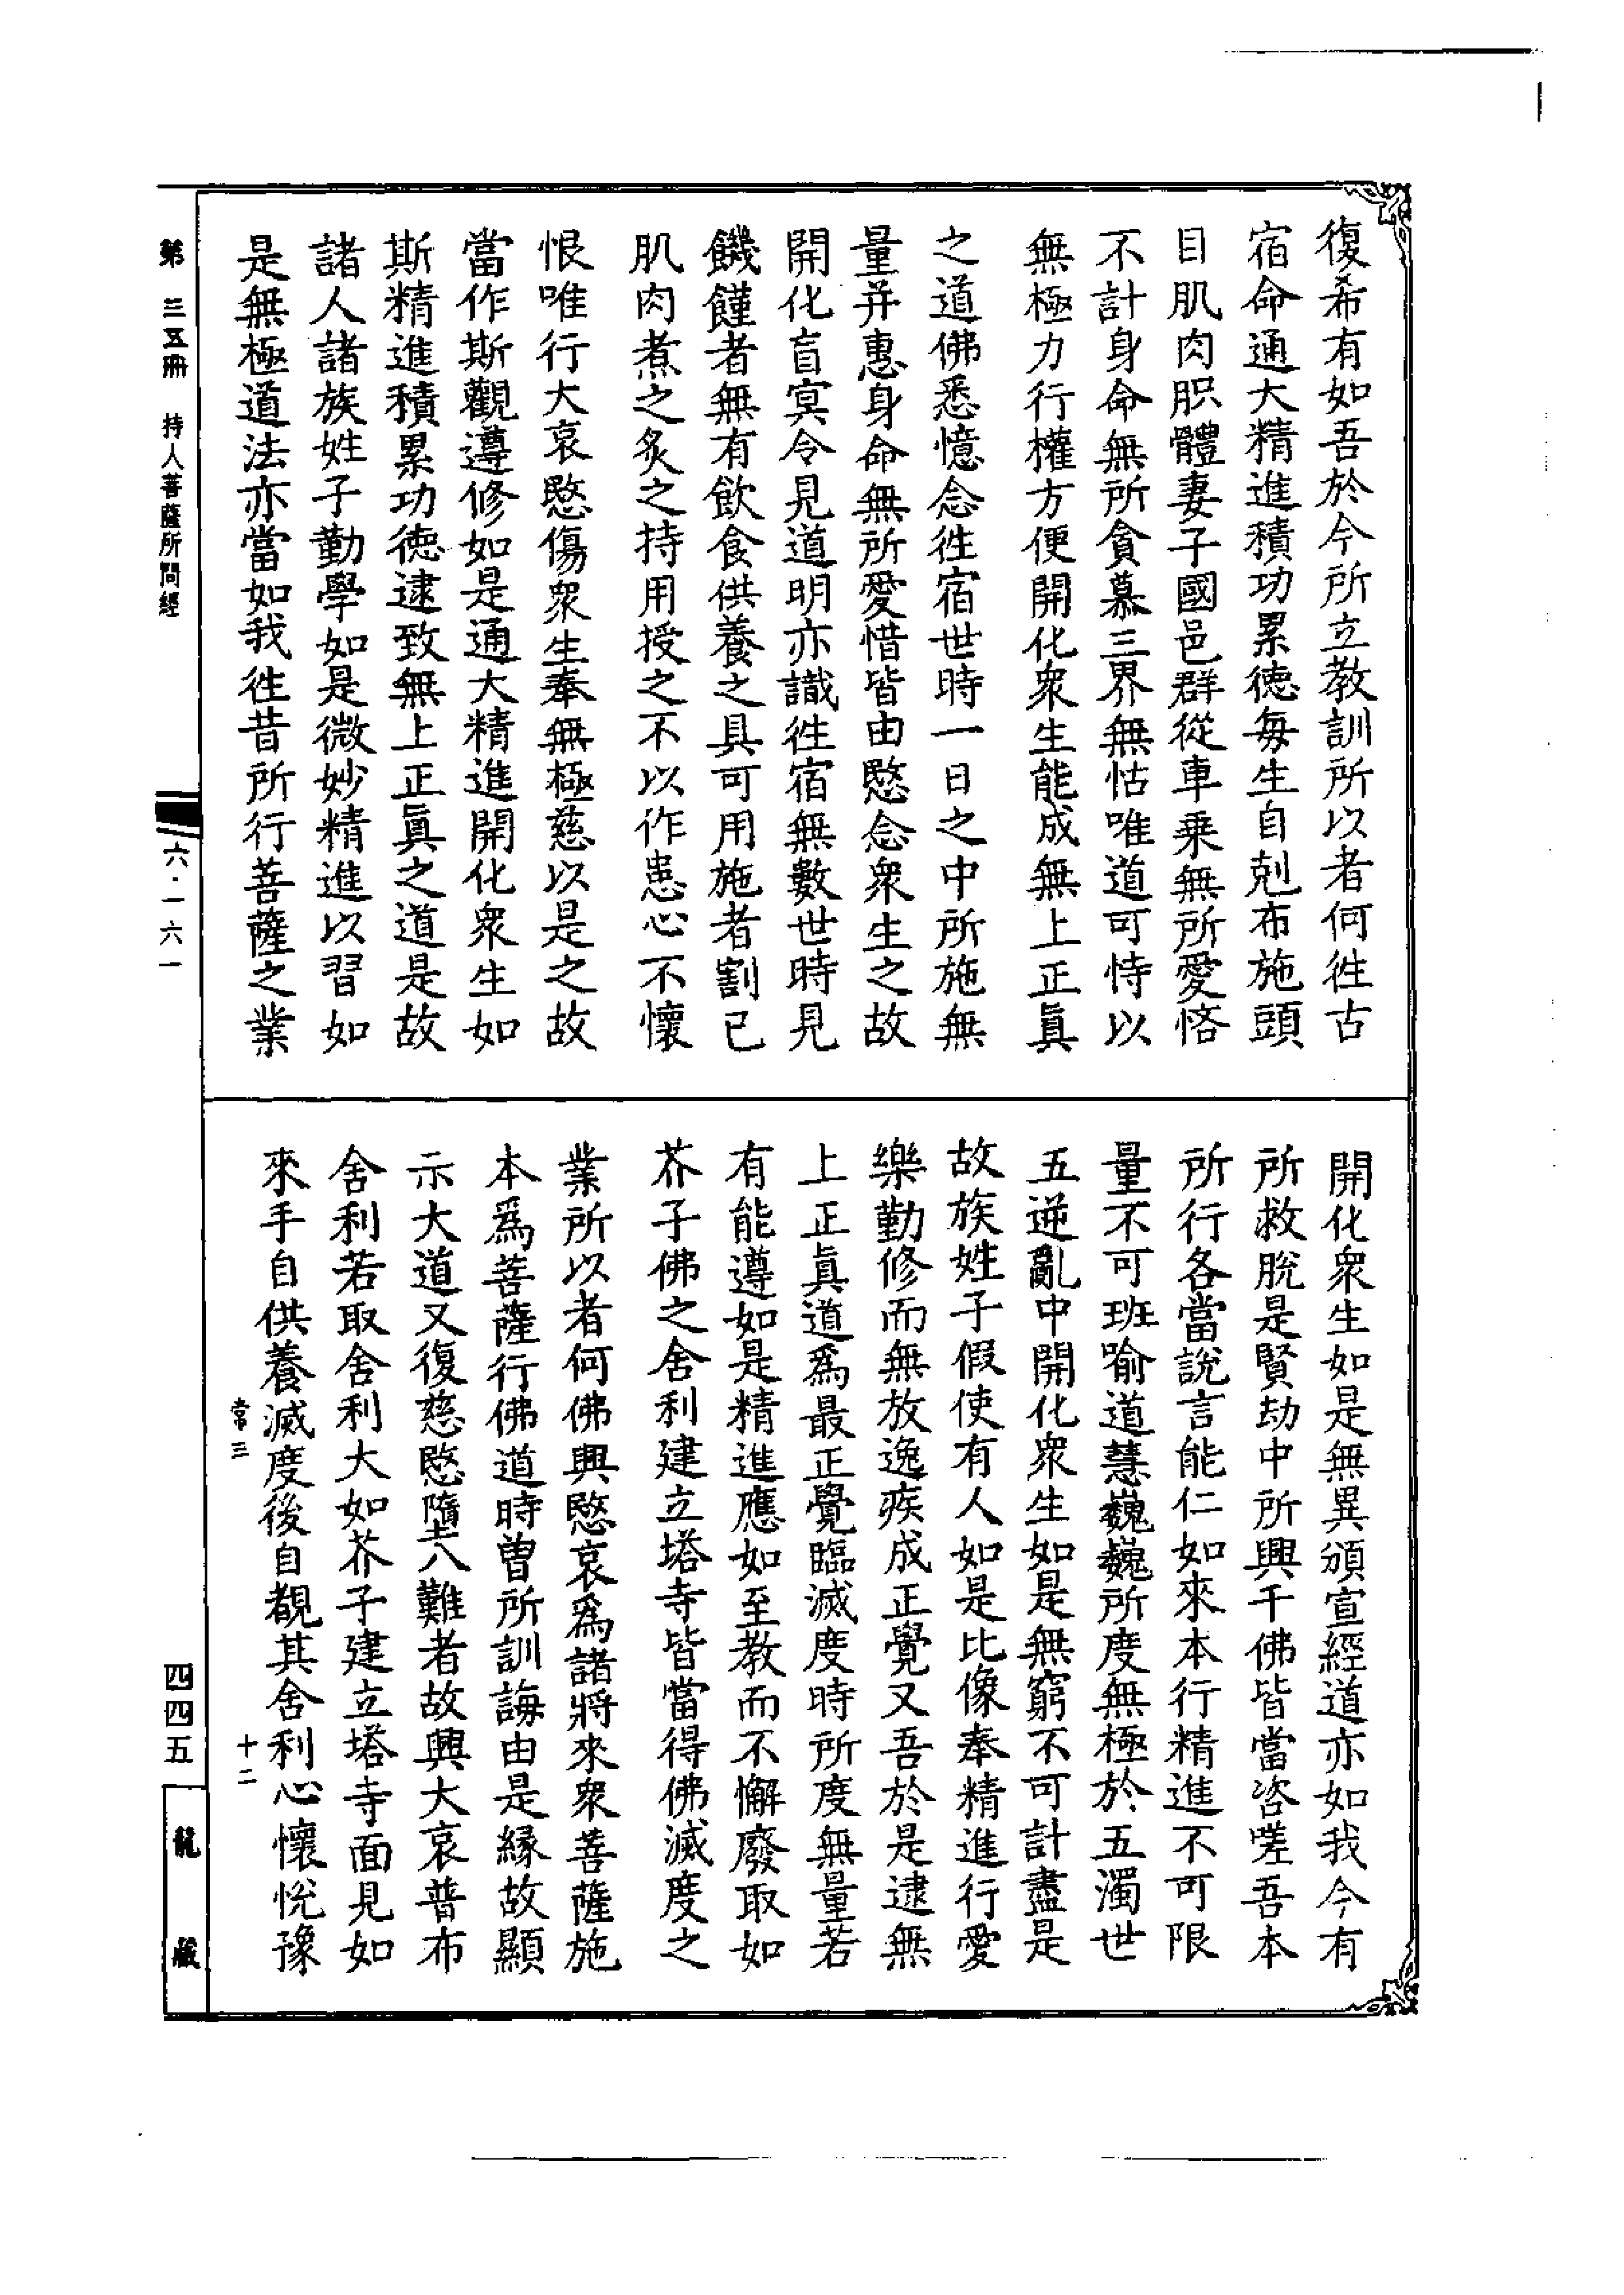 復希有如吾於今所立教訓所以者何徃古
宿命通大精進積功累徳每生自剋布施頭
目肌肉肞體妻子國邑群從車乗無所愛悋
不計身命無所貪慕三界無怙唯道可恃以
無極力行權方便開化衆生能成無上正眞
之道佛悉憶念徃宿世時一日之中所施無
量并惠身命無所愛惜皆由愍念衆生之故
開化盲㝠令見道明亦識徃宿無數世時見
饑饉者無有飲食供養之具可用施者割已
肌肉煮之炙之持用授之不以作恚心不懷
恨唯行大哀愍傷衆生奉無極慈以是之故
當作斯觀遵修如是通大精進開化衆生如
斯精進積累功徳逮致無上正眞之道是故
諸人諸族姓子勤學如是微妙精進以習如
是無極道法亦當如我徃昔所行菩薩之業
開化衆生如是無異頒宣經道亦如我今有
所救脫是賢劫中所興千佛皆當咨嗟吾本
所行各當說言能仁如來本行精進不可限
量不可班喻道慧巍巍所度無極於五濁世
五逆亂中開化衆生如是無窮不可計盡是
故族姓子假使有人如是比像奉精進行愛
樂勤修而無放逸疾成正覺又吾於是逮無
上正眞道爲最正覺臨滅度時所度無量若
有能遵如是精進應如至教而不懈廢取如
芥子佛之舍利建立塔寺皆當得佛滅度之
業所以者何佛興愍哀爲諸將來衆菩薩施
本爲菩薩行佛道時曽所訓誨由是縁故顯
示大道又復慈愍墮八難者故興大哀普布
舍利若取舍利大如芥子建立塔寺面見如
來手自供養滅度後自覩其舍利心懷悅豫
常三
十二
第三五冊 持人菩薩所問經
六·一六一
四四五
龍藏